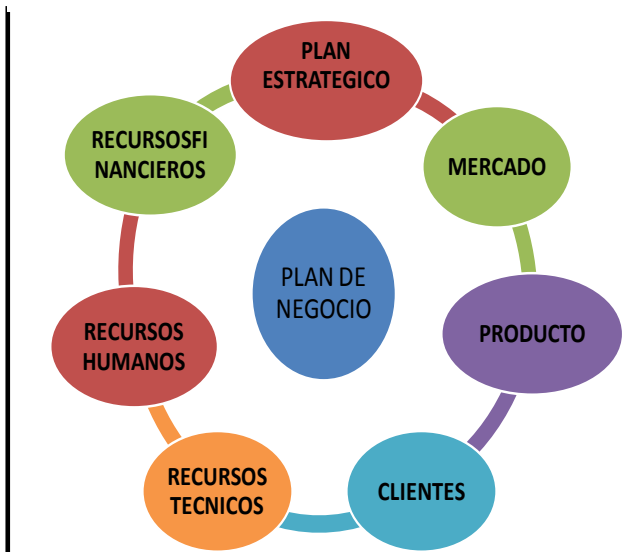 PLAN
ESTRATEGICO
MERCADO
PRODUCTO
CLIENTES
RECURSOS
TECNICOS
RECURSOS
HUMANOS
RECURSOSFI
NANCIEROS
PLAN DE
NEGOCIO